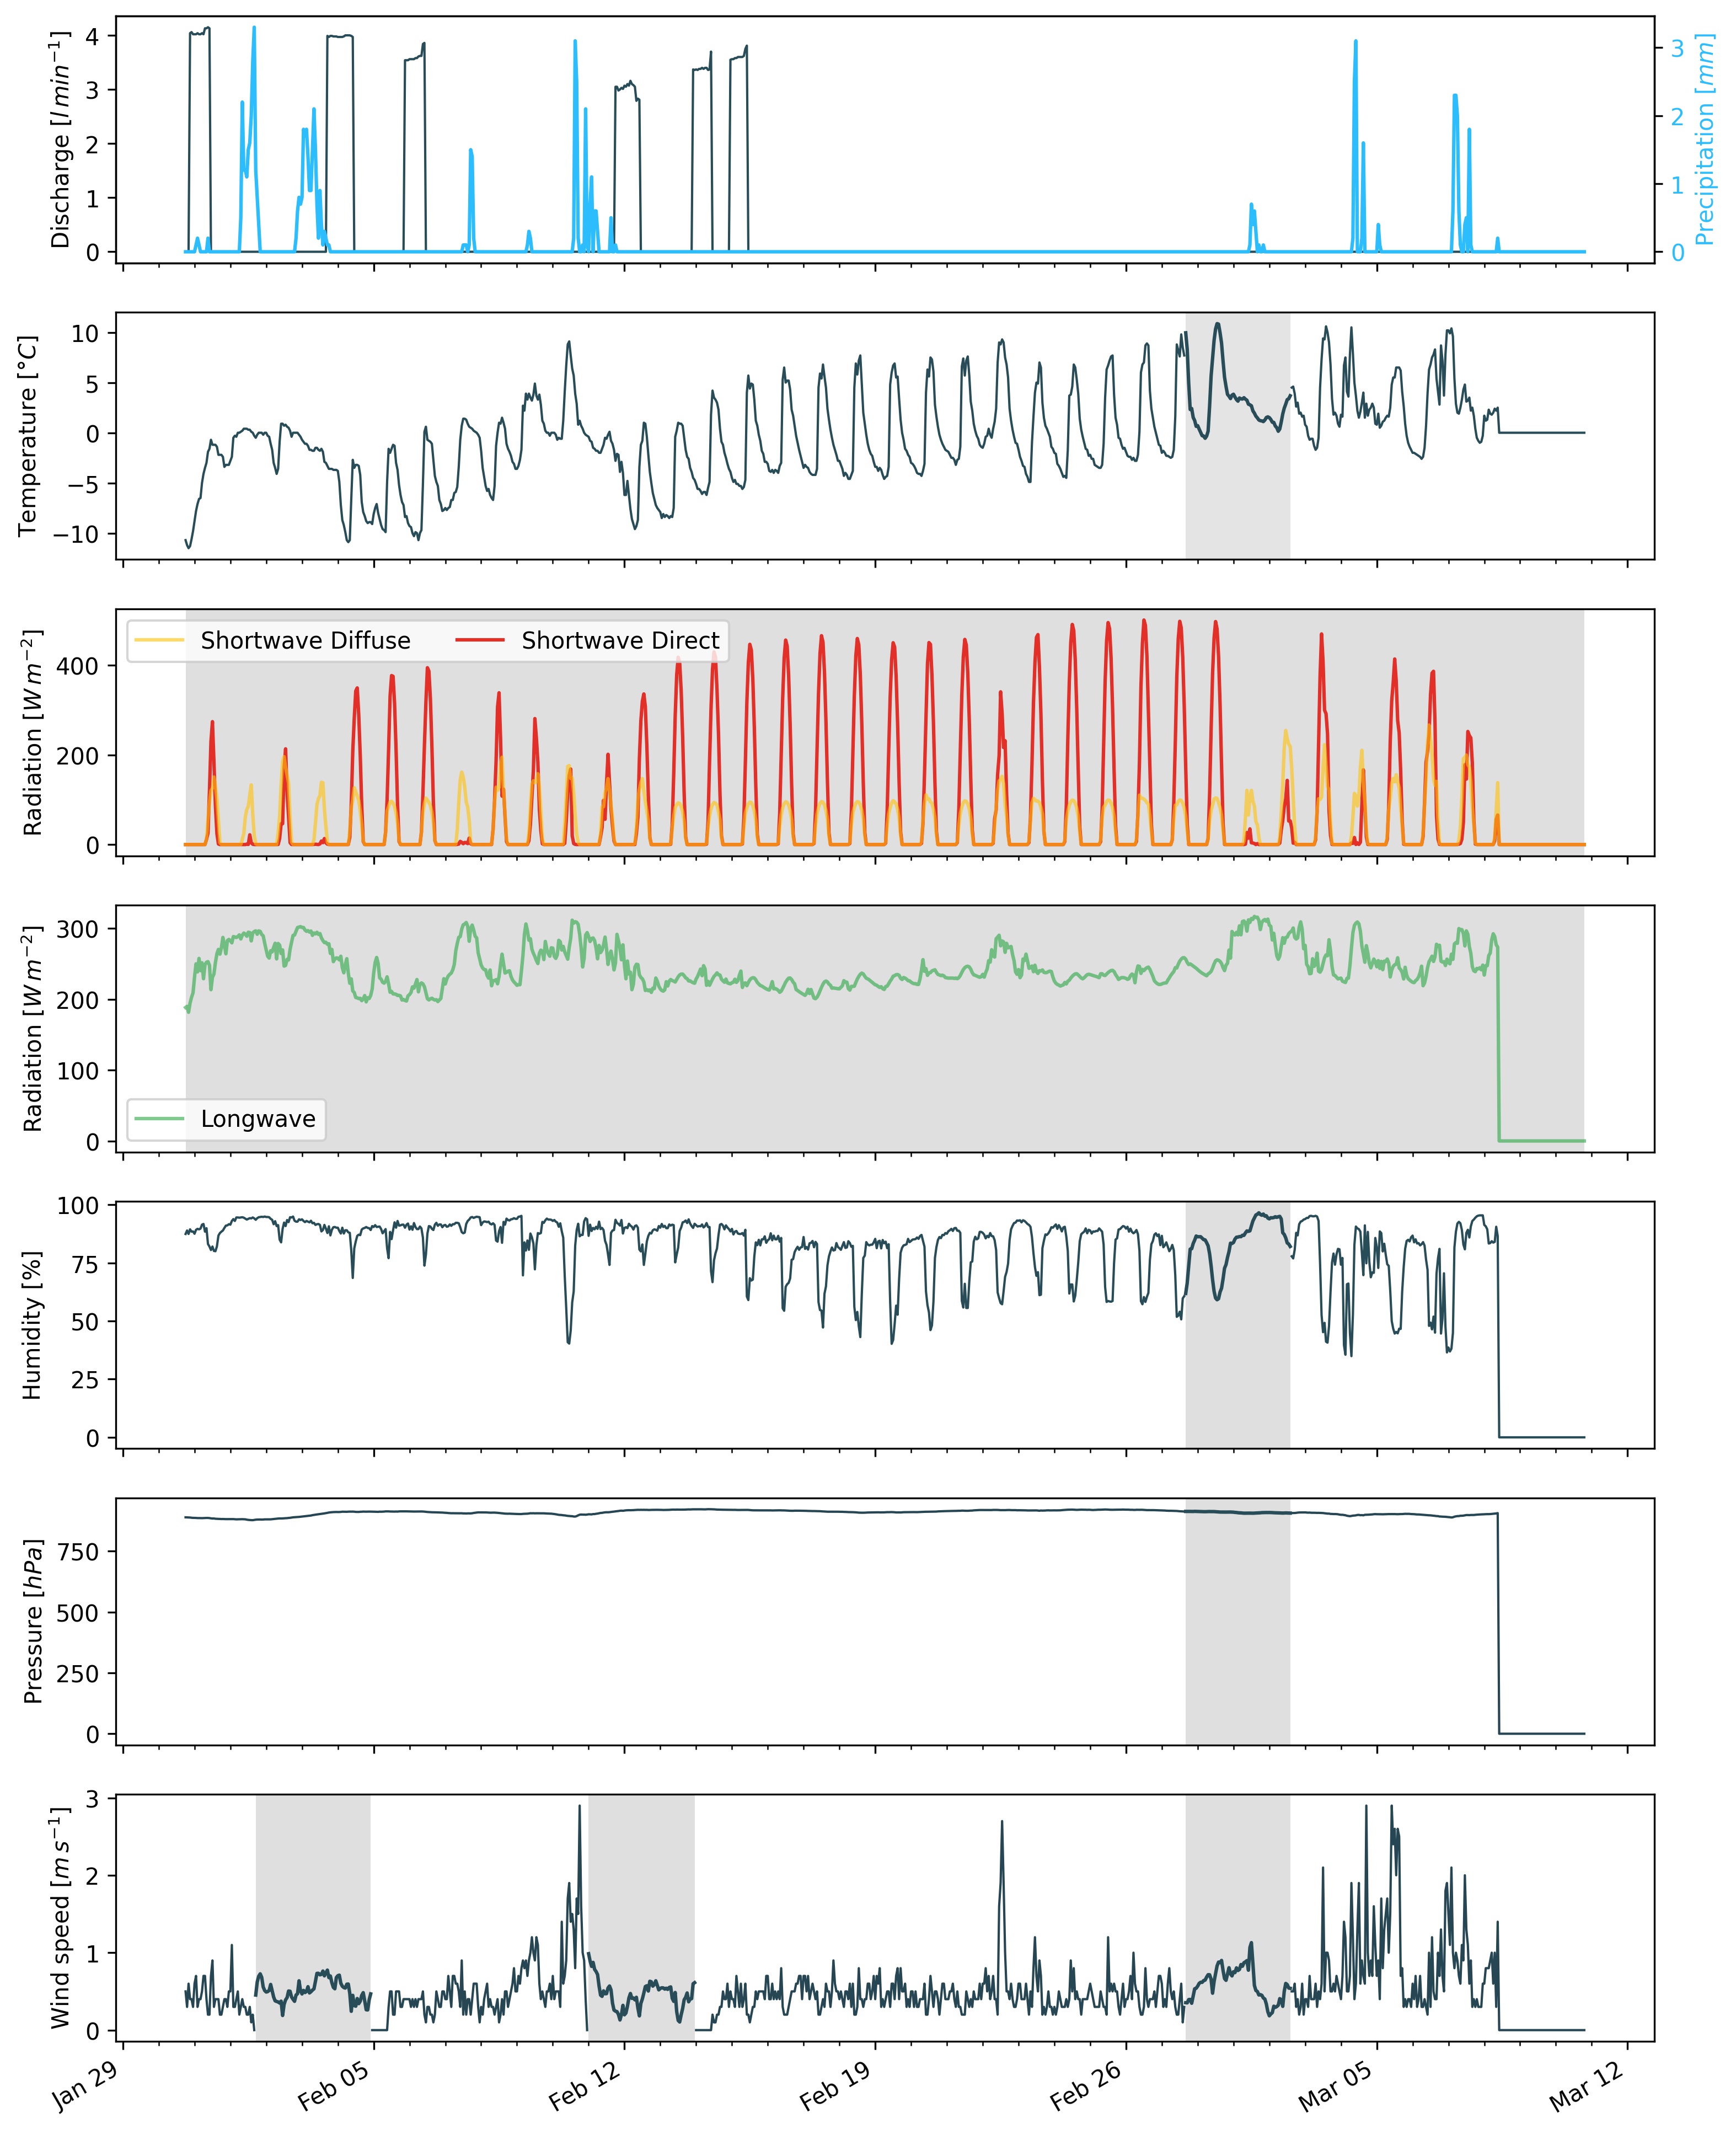 Discharge [l min⁻¹]
4
3
2
1
0
3
2
1
0
Precipitation [mm]
Temperature [°C]
10
5
0
−5
−10
Radiation [W m⁻²]
400
200
0
Shortwave Diffuse
Shortwave Direct
Radiation [W m⁻²]
300
200
100
0
Longwave
Humidity [%]
100
75
50
25
0
Pressure [hPa]
750
500
250
0
Wind speed [m s⁻¹]
3
2
1
0
Jan 29
Feb 05
Feb 12
Feb 19
Feb 26
Mar 05
Mar 12